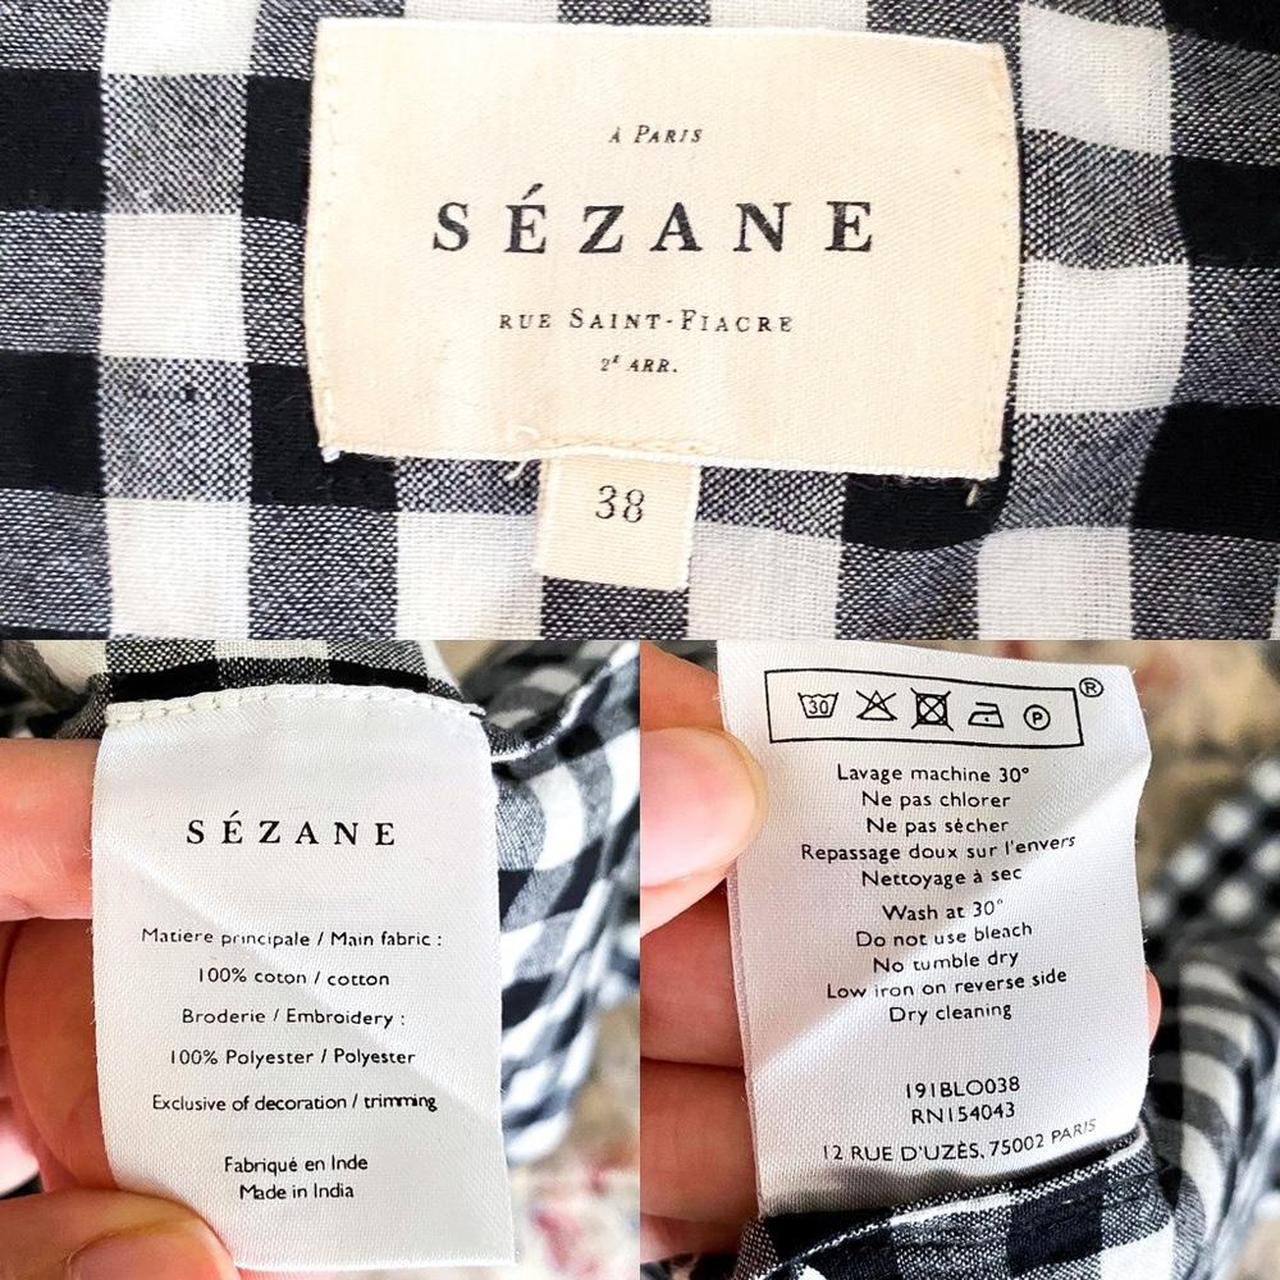 À PARIS
SÉZANE
RUE SAINT-FIACRE
2E ARR.
38
SÉZANE
Matière principale / Main fabric :
100% coton / cotton
Broderie / Embroidery :
100% Polyester / Polyester
Exclusive of decoration / trimming
Fabriqué en Inde
Made in India
30 P ®
Lavage machine 30°
Ne pas chlorer
Ne pas sécher
Repassage doux sur l'envers
Nettoyage à sec
Wash at 30°
Do not use bleach
No tumble dry
Low iron on reverse side
Dry cleaning
191BLO038
RN154043
12 RUE D'UZÈS, 75002 PARIS